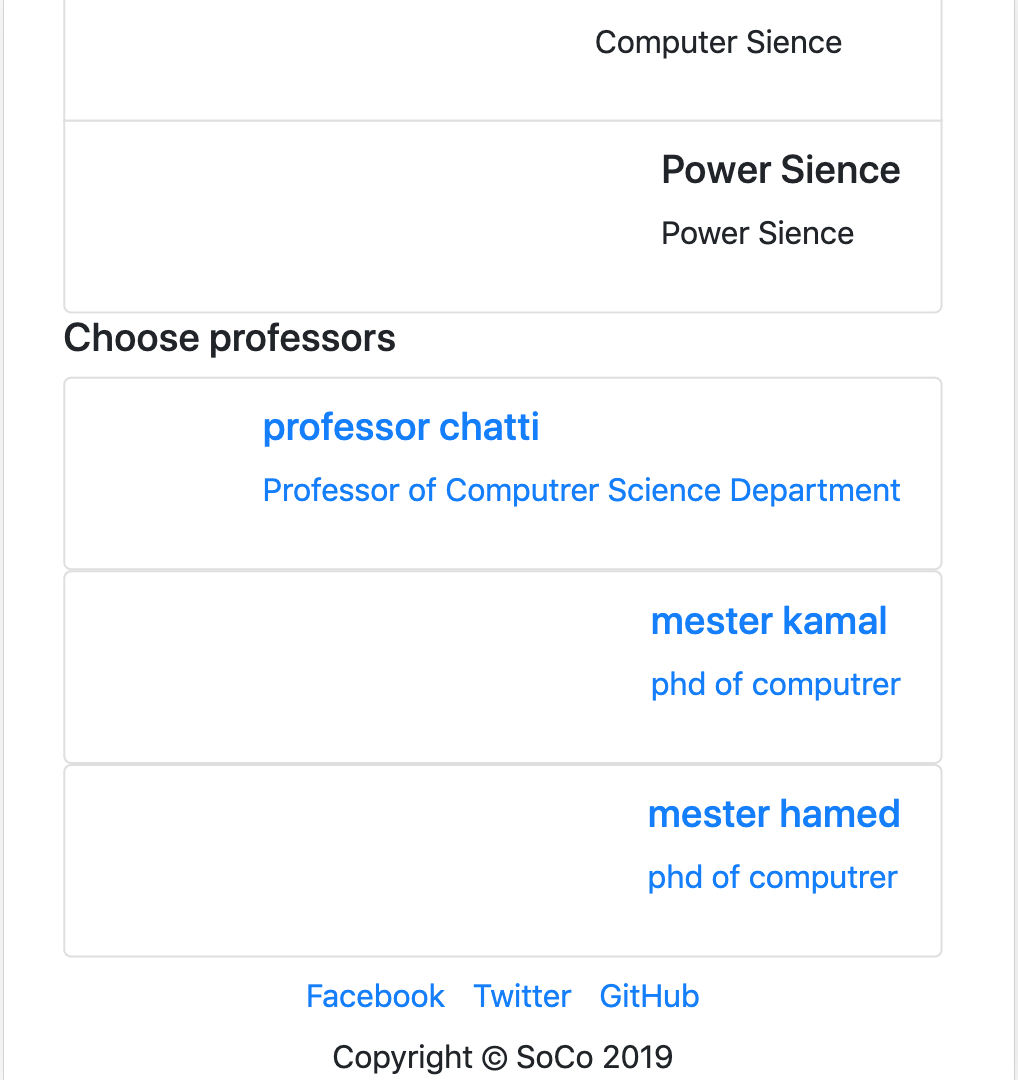 Computer Sience
Power Sience
Power Sience
Choose professors
professor chatti
Professor of Computrer Science Department
mester kamal
phd of computrer
mester hamed
phd of computrer
Facebook Twitter GitHub
Copyright © SoCo 2019